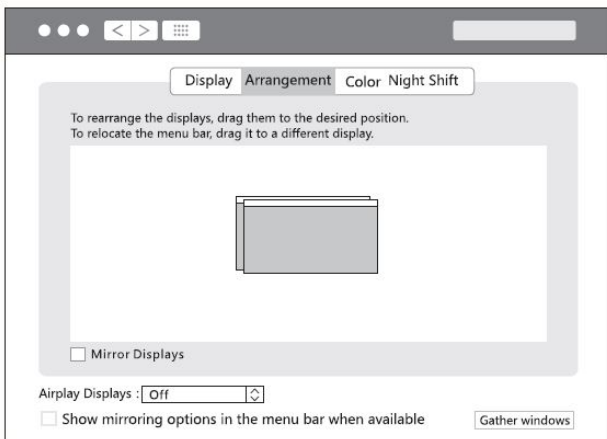 Display Arrangement Color Night Shift
To rearrange the displays, drag them to the desired position.
To relocate the menu bar, drag it to a different display.
Mirror Displays
Airplay Displays : Off
Show mirroring options in the menu bar when available
Gather windows